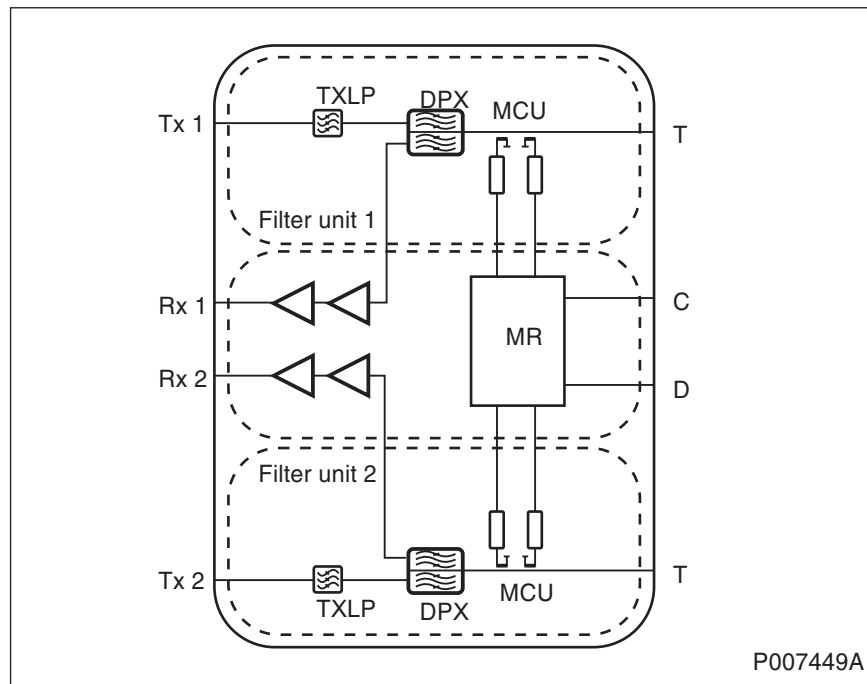 TXLP
DPX
MCU
Tx 1
T
Filter unit 1
Rx 1
C
MR
Rx 2
D
Filter unit 2
Tx 2
T
TXLP
DPX
MCU
P007449A